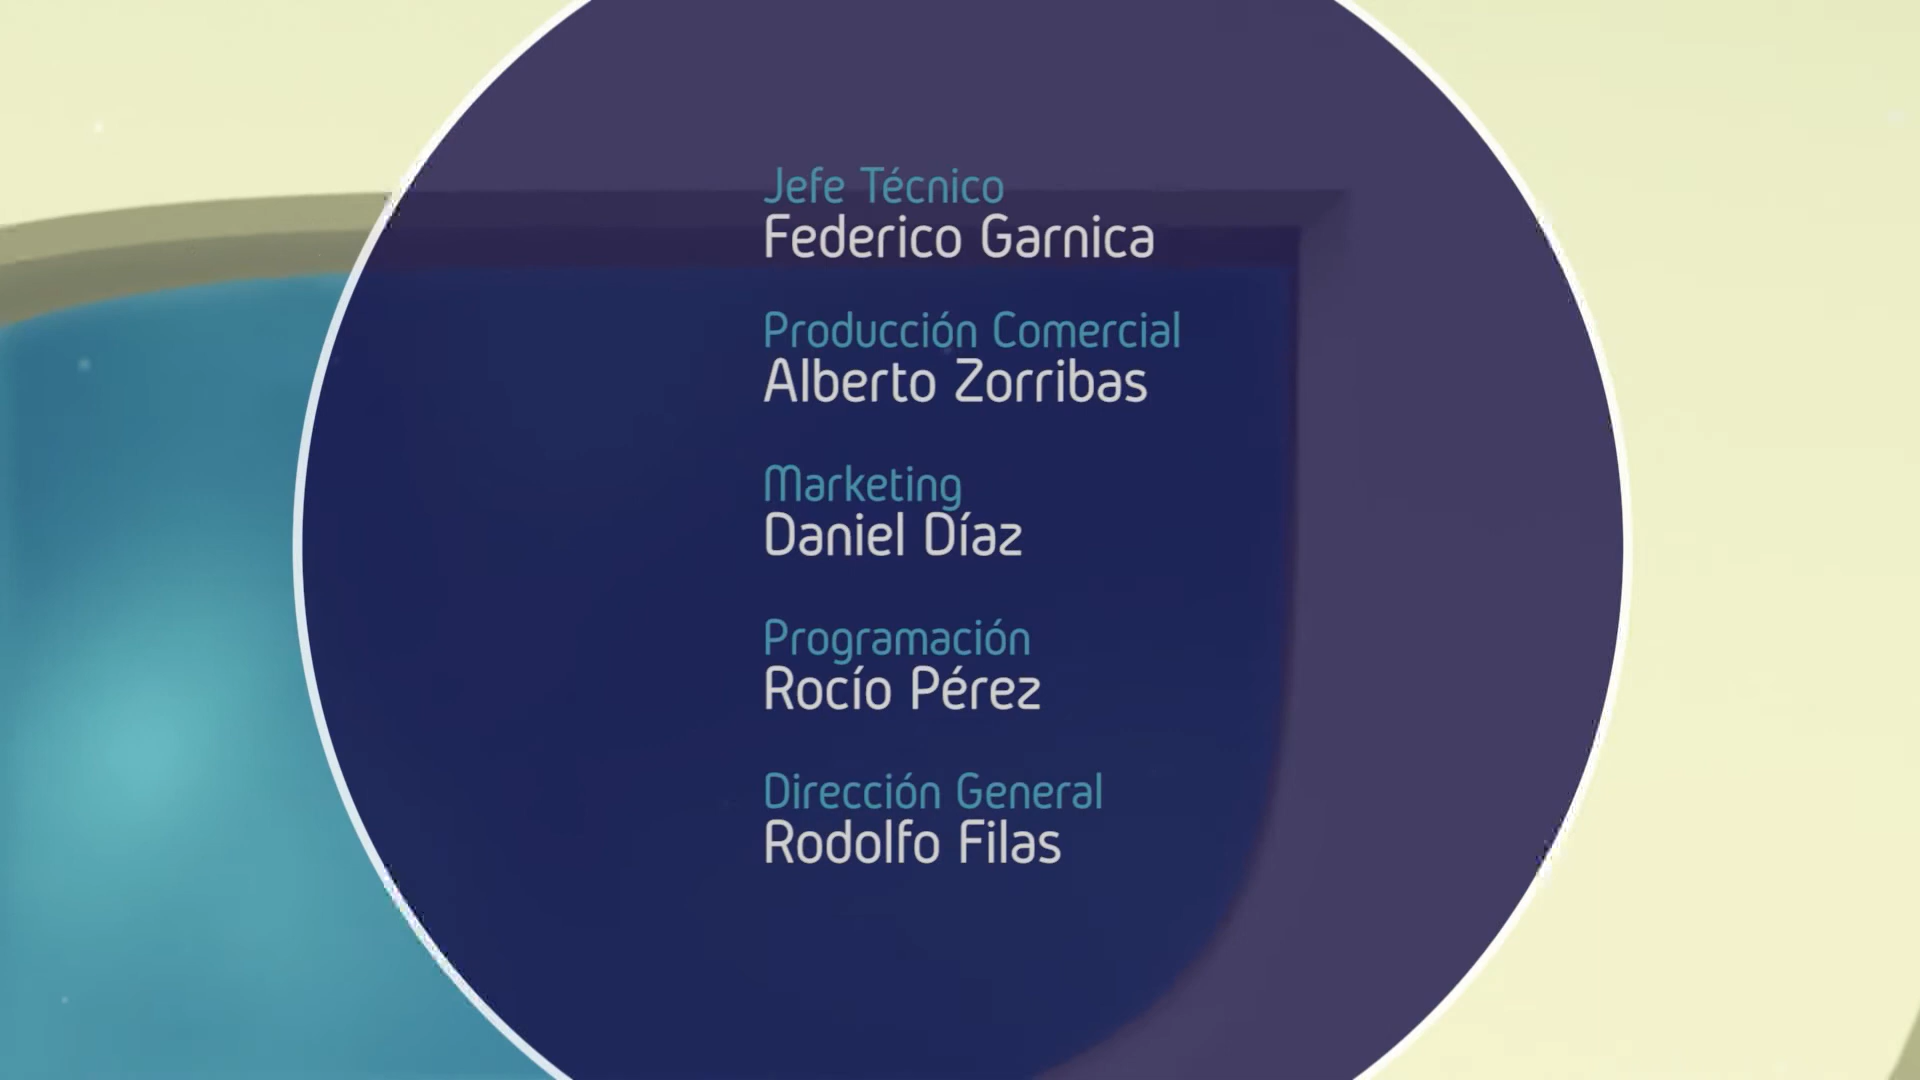 Jefe Técnico
Federico Garnica
Producción Comercial
Alberto Zorribas
Marketing
Daniel Díaz
Programación
Rocío Pérez
Dirección General
Rodolfo Filas